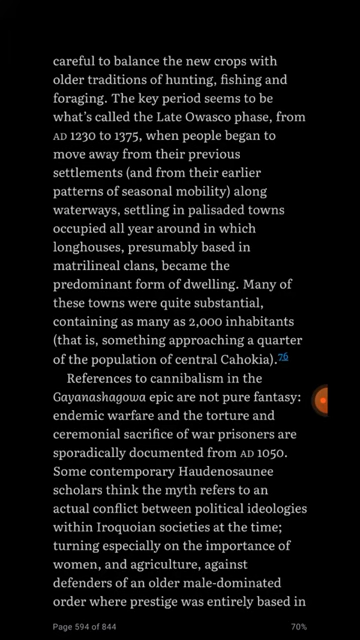 careful to balance the new crops with
older traditions of hunting, fishing and
foraging. The key period seems to be
what's called the Late Owasco phase, from
AD 1230 to 1375, when people began to
move away from their previous
settlements (and from their earlier
patterns of seasonal mobility) along
waterways, settling in palisaded towns
occupied all year around in which
longhouses, presumably based in
matrilineal clans, became the
predominant form of dwelling. Many of
these towns were quite substantial,
containing as many as 2,000 inhabitants
(that is, something approaching a quarter
of the population of central Cahokia).76
References to cannibalism in the
Gayanashagowa epic are not pure fantasy:
endemic warfare and the torture and
ceremonial sacrifice of war prisoners are
sporadically documented from AD 1050.
Some contemporary Haudenosaunee
scholars think the myth refers to an
actual conflict between political ideologies
within Iroquoian societies at the time;
turning especially on the importance of
women, and agriculture, against
defenders of an older male-dominated
order where prestige was entirely based in
Page 594 of 844 70%